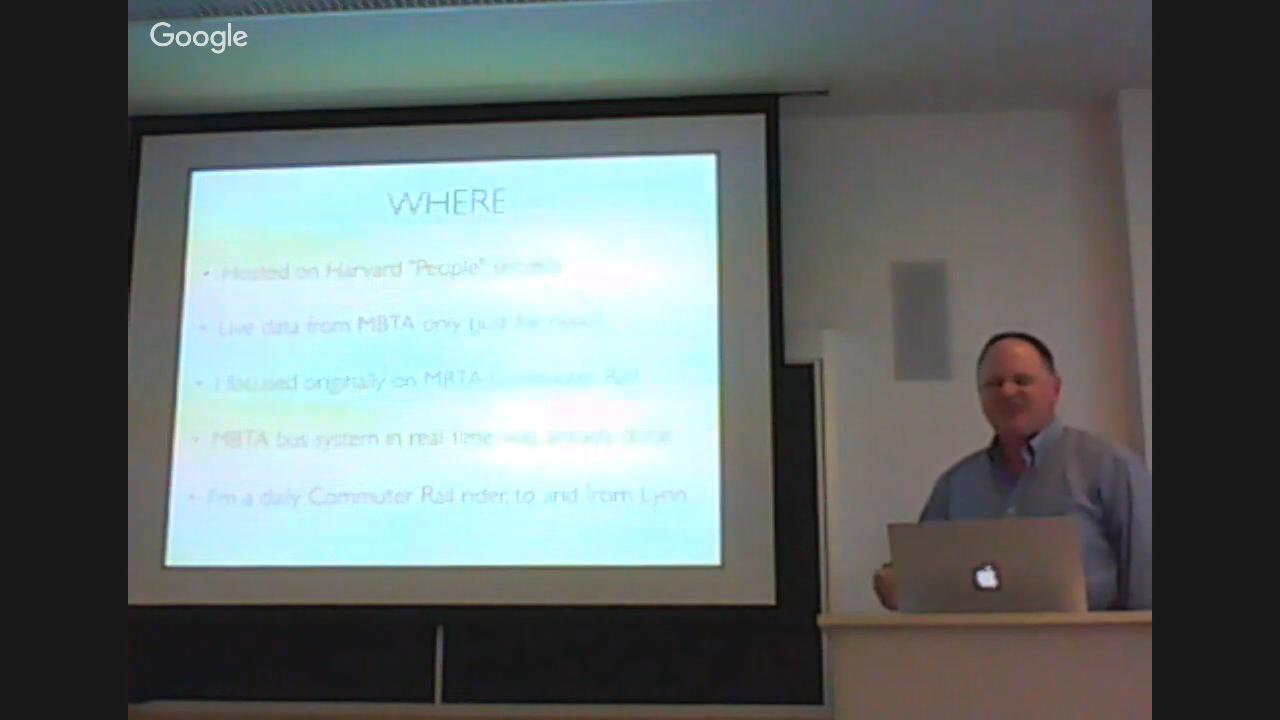 Google
WHERE
• Hosted on Harvard "People" servers
• Live data from MBTA only (just for now!)
• I focused originally on MBTA Commuter Rail
• MBTA bus system in real time was already done
• I'm a daily Commuter Rail rider, to and from Lynn